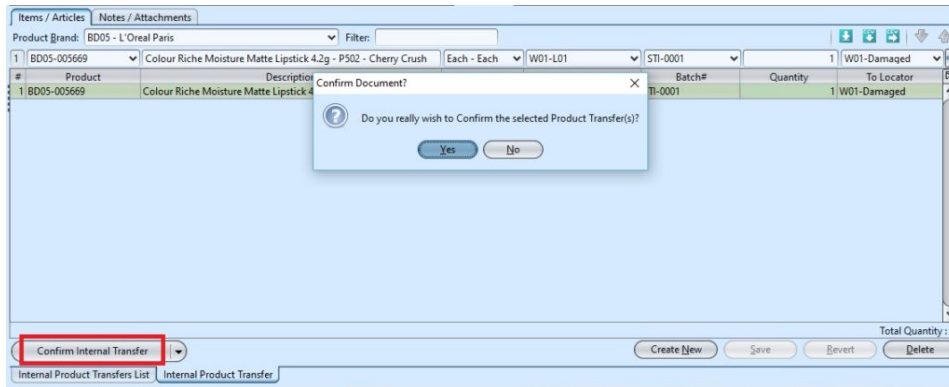 Items / Articles Notes / Attachments
Product Brand: BD05 - L'Oreal Paris Filter:
1 BD05-005669 Colour Riche Moisture Matte Lipstick 4.2g - P502 - Cherry Crush Each - Each W01-L01 STI-0001 1 W01-Damaged
# Product Description Batch# Quantity To Locator
1 BD05-005669 Colour Riche Moisture Matte Lipstick 4 TI-0001 1 W01-Damaged
Confirm Document?
Do you really wish to Confirm the selected Product Transfer(s)?
Yes No
Total Quantity :
Confirm Internal Transfer Create New Save Revert Delete
Internal Product Transfers List Internal Product Transfer